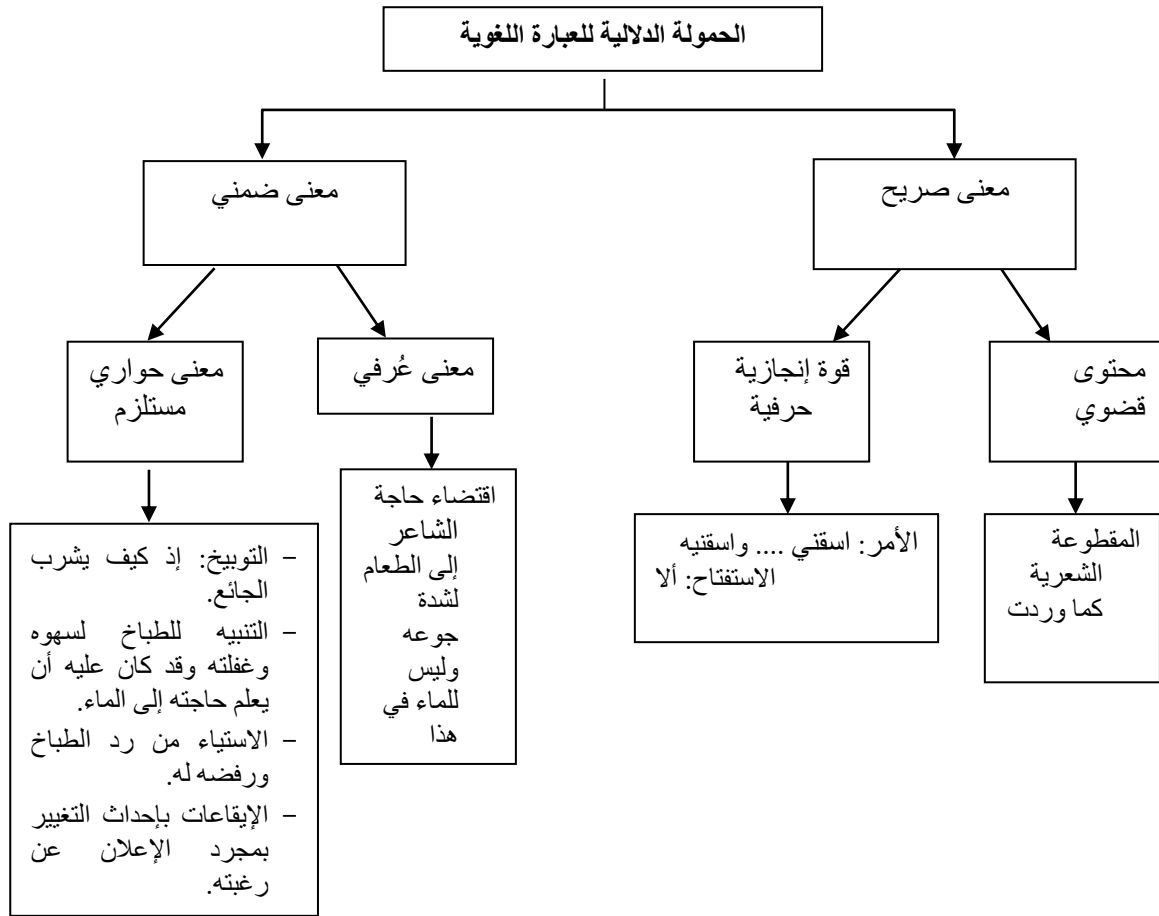 الحمولة الدلالية للعبارة اللغوية
معنى صريح
معنى ضمني
محتوى
قضوي
قوة إنجازية
حرفية
معنى عُرفي
معنى حواري
مستلزم
المقطوعة
الشعرية
كما وردت
الأمر: اسقني .... واسقنيه
الاستفتاح: ألا
اقتضاء حاجة
الشاعر
إلى الطعام
لشدة
جوعه
وليس
للماء في
هذا
- التوبيخ: إذ كيف يشرب
الجائع.
- التنبيه للطباخ لسهوه
وغفلته وقد كان عليه أن
يعلم حاجته إلى الماء.
- الاستياء من رد الطباخ
ورفضه له.
- الإيقاعات بإحداث التغيير
بمجرد الإعلان عن
رغبته.